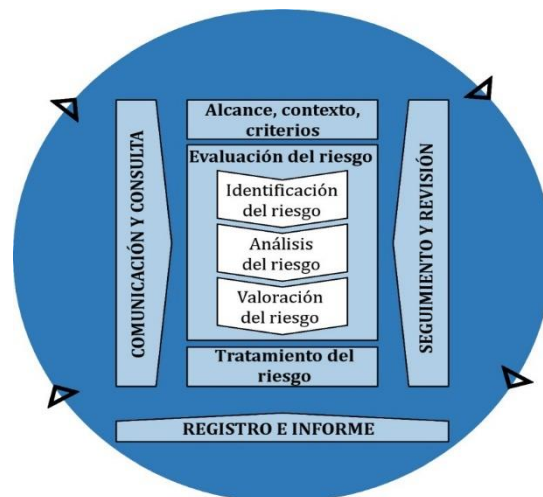 Alcance, contexto,
criterios
Evaluación del riesgo
Identificación
del riesgo
Análisis
del riesgo
Valoración
del riesgo
Tratamiento del
riesgo
COMUNICACIÓN Y CONSULTA
SEGUIMIENTO Y REVISIÓN
REGISTRO E INFORME